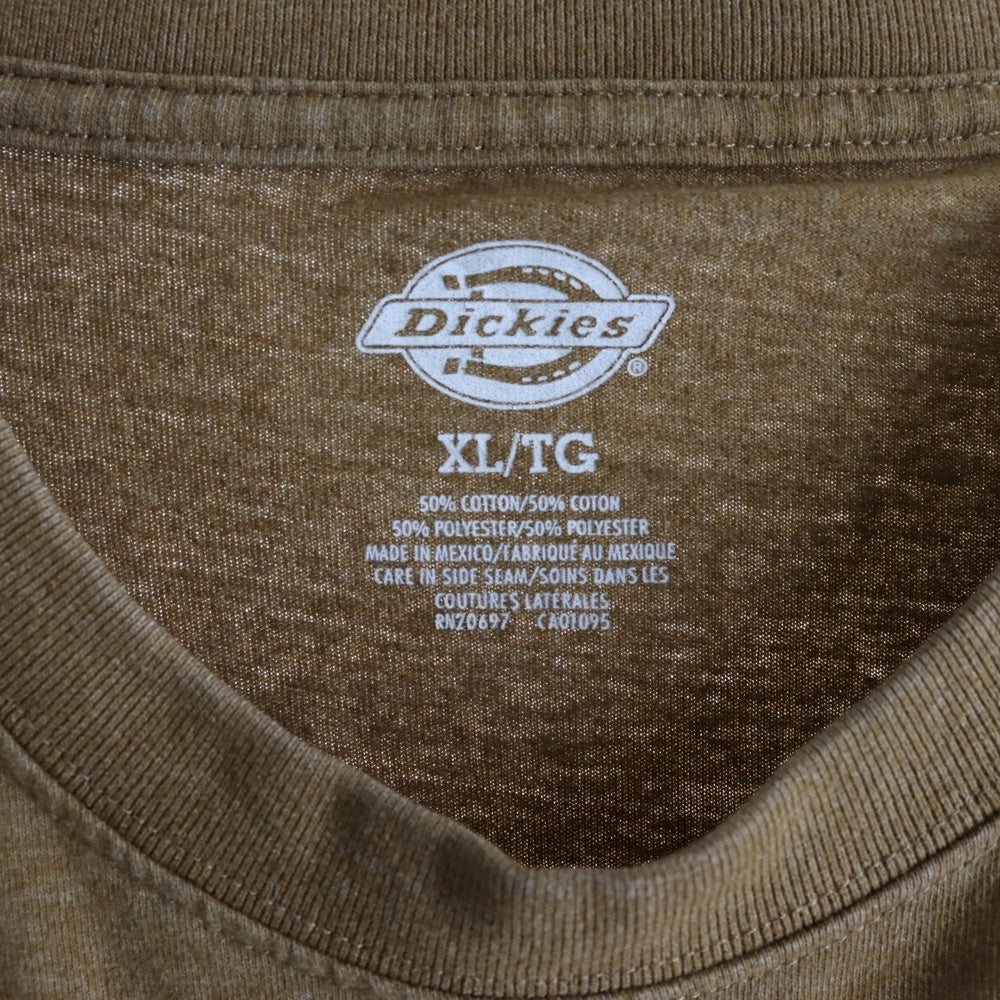 Dickies
®
XL/TG
50% COTTON/50% COTON
50% POLYESTER/50% POLYESTER
MADE IN MEXICO/FABRIQUÉ AU MEXIQUE
CARE IN SIDE SEAM/SOINS DANS LES
COUTURES LATÉRALES
RN20697 CA01095